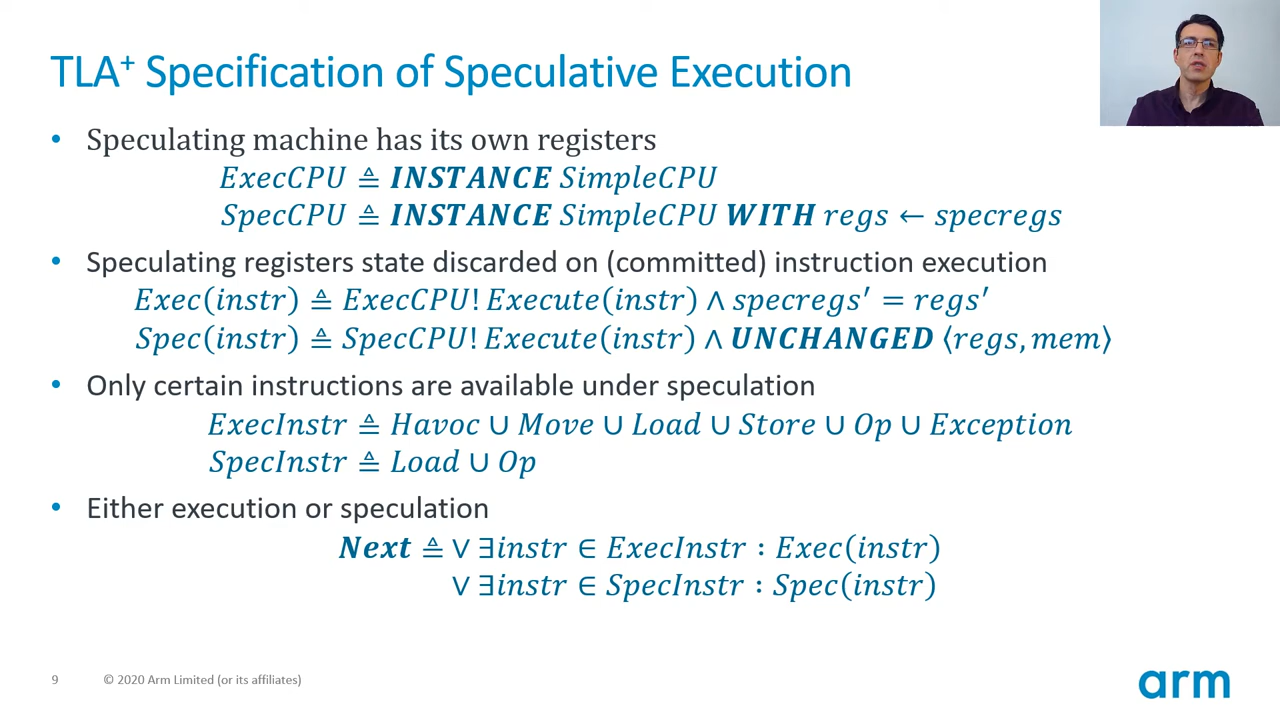 TLA⁺ Specification of Speculative Execution
• Speculating machine has its own registers
ExecCPU ≜ INSTANCE SimpleCPU
SpecCPU ≜ INSTANCE SimpleCPU WITH regs ← specregs
• Speculating registers state discarded on (committed) instruction execution
Exec(instr) ≜ ExecCPU! Execute(instr) ∧ specregs′ = regs′
Spec(instr) ≜ SpecCPU! Execute(instr) ∧ UNCHANGED ⟨regs, mem⟩
• Only certain instructions are available under speculation
ExecInstr ≜ Havoc ∪ Move ∪ Load ∪ Store ∪ Op ∪ Exception
SpecInstr ≜ Load ∪ Op
• Either execution or speculation
Next ≜ ∨ ∃instr ∈ ExecInstr : Exec(instr)
∨ ∃instr ∈ SpecInstr : Spec(instr)
9 © 2020 Arm Limited (or its affiliates)
arm